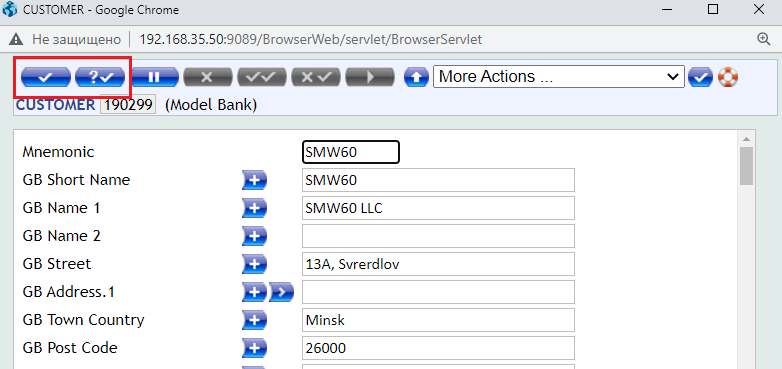 CUSTOMER - Google Chrome
Не защищено 192.168.35.50:9089/BrowserWeb/servlet/BrowserServlet
More Actions ...
CUSTOMER 190299 (Model Bank)
Mnemonic SMW60
GB Short Name SMW60
GB Name 1 SMW60 LLC
GB Name 2
GB Street 13A, Svrerdlov
GB Address.1
GB Town Country Minsk
GB Post Code 26000